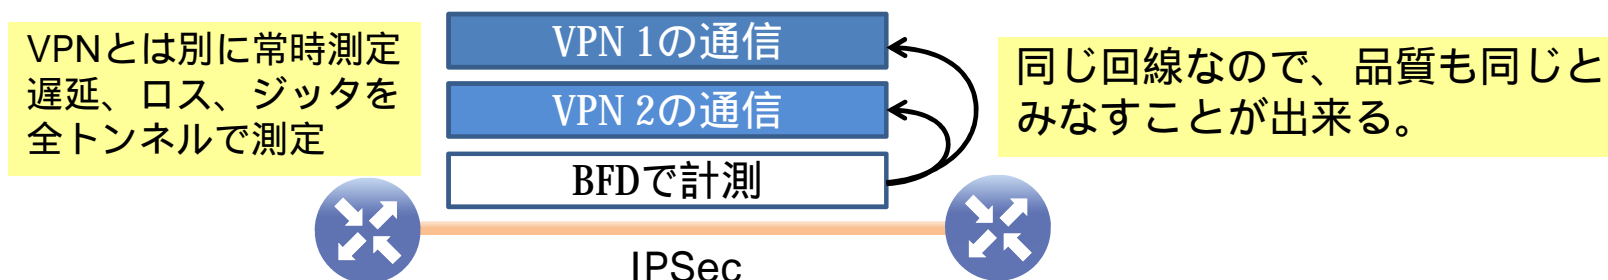 VPNとは別に常時測定
遅延、ロス、ジッタを
全トンネルで測定
VPN 1の通信
VPN 2の通信
BFDで計測
同じ回線なので、品質も同じと
みなすことが出来る。
IPSec